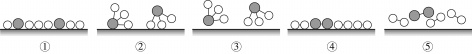 ① ② ③ ④ ⑤